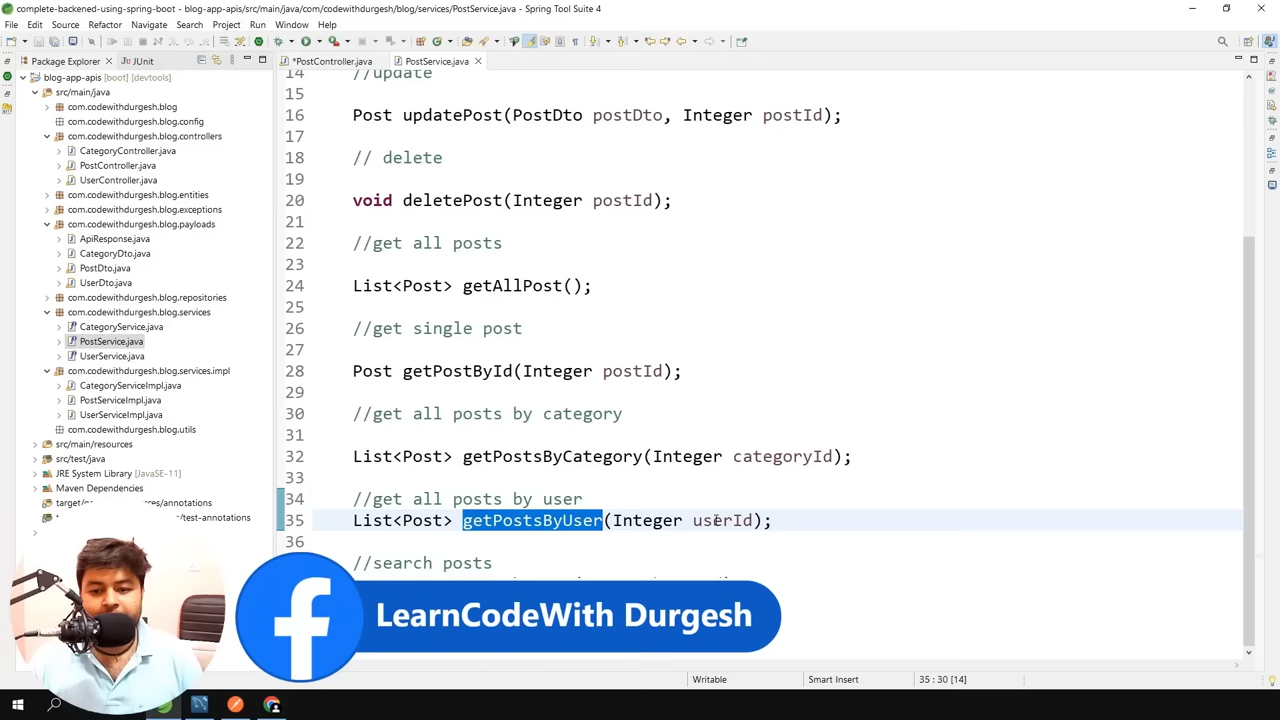 complete-backened-using-spring-boot - blog-app-apis/src/main/java/com/codewithdurgesh/blog/services/PostService.java - Spring Tool Suite 4
File Edit Source Refactor Navigate Search Project Run Window Help
Package Explorer JUnit
*PostController.java PostService.java
blog-app-apis [boot] [devtools]
src/main/java
com.codewithdurgesh.blog
com.codewithdurgesh.blog.config
com.codewithdurgesh.blog.controllers
CategoryController.java
PostController.java
UserController.java
com.codewithdurgesh.blog.entities
com.codewithdurgesh.blog.exceptions
com.codewithdurgesh.blog.payloads
ApiResponse.java
CategoryDto.java
PostDto.java
UserDto.java
com.codewithdurgesh.blog.repositories
com.codewithdurgesh.blog.services
CategoryService.java
PostService.java
UserService.java
com.codewithdurgesh.blog.services.impl
CategoryServiceImpl.java
PostServiceImpl.java
UserServiceImpl.java
com.codewithdurgesh.blog.utils
src/main/resources
src/test/java
JRE System Library [JavaSE-11]
Maven Dependencies
target/ources/annotations
/test-annotations
14 //update
15
16 Post updatePost(PostDto postDto, Integer postId);
17
18 // delete
19
20 void deletePost(Integer postId);
21
22 //get all posts
23
24 List<Post> getAllPost();
25
26 //get single post
27
28 Post getPostById(Integer postId);
29
30 //get all posts by category
31
32 List<Post> getPostsByCategory(Integer categoryId);
33
34 //get all posts by user
35 List<Post> getPostsByUser(Integer userId);
36
//search posts
LearnCodeWith Durgesh
Writable Smart Insert 35 : 30 [14]